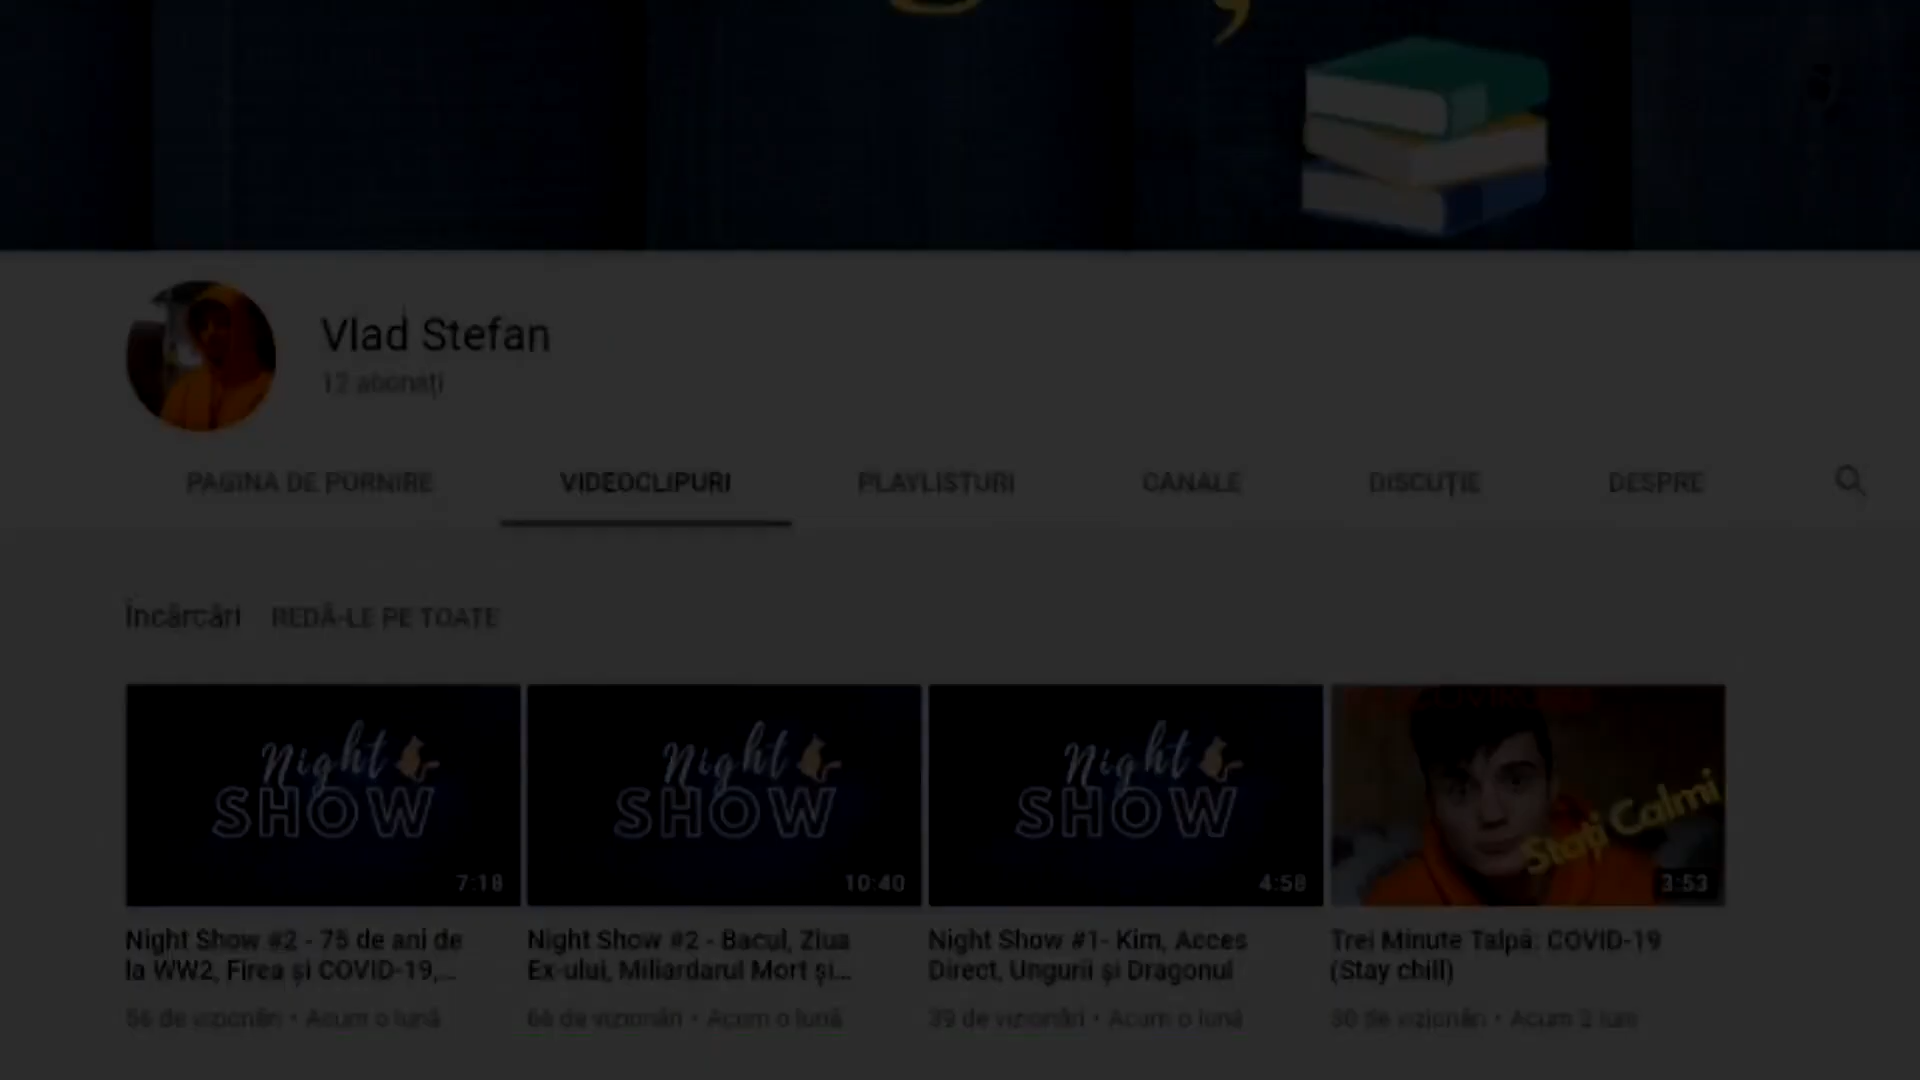 Vlad Stefan
12 abonați
PAGINA DE PORNIRE
VIDEOCLIPURI
PLAYLISTURI
CANALE
DISCUȚIE
DESPRE
Încărcări REDĂ-LE PE TOATE
Night
SHOW
7:18
Night
SHOW
10:40
Night
SHOW
4:58
Stați Calmi
3:53
Night Show #2 - 75 de ani de
la WW2, Firea și COVID-19,...
56 de vizionări • Acum o lună
Night Show #2 - Bacul, Ziua
Ex-ului, Miliardarul Mort și...
66 de vizionări • Acum o lună
Night Show #1- Kim, Acces
Direct, Ungurii și Dragonul
39 de vizionări • Acum o lună
Trei Minute Talpă: COVID-19
(Stay chill)
de vizionări • Acum 2 luni